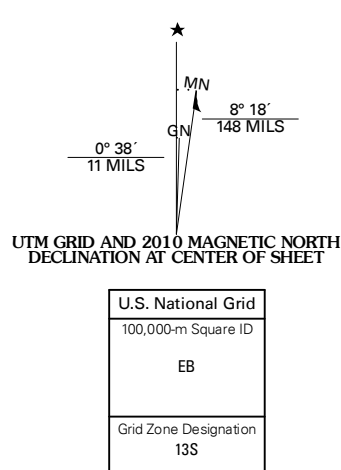 MN
8° 18´
148 MILS
GN
0° 38´
11 MILS
UTM GRID AND 2010 MAGNETIC NORTH
DECLINATION AT CENTER OF SHEET
U.S. National Grid
100,000-m Square ID
EB
Grid Zone Designation
13S